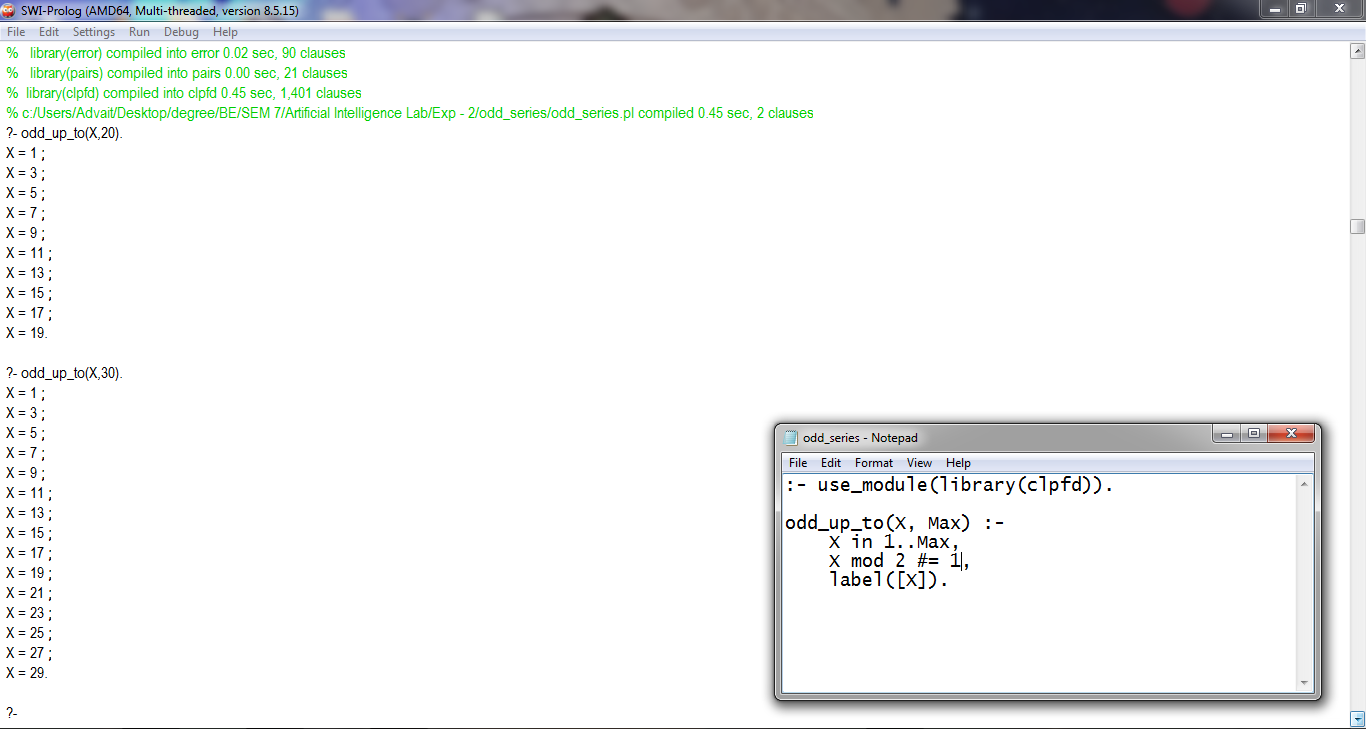 SWI-Prolog (AMD64, Multi-threaded, version 8.5.15)
File Edit Settings Run Debug Help
% library(error) compiled into error 0.02 sec, 90 clauses
% library(pairs) compiled into pairs 0.00 sec, 21 clauses
% library(clpfd) compiled into clpfd 0.45 sec, 1,401 clauses
% c:/Users/Advait/Desktop/degree/BE/SEM 7/Artificial Intelligence Lab/Exp - 2/odd_series/odd_series.pl compiled 0.45 sec, 2 clauses
?- odd_up_to(X,20).
X = 1 ;
X = 3 ;
X = 5 ;
X = 7 ;
X = 9 ;
X = 11 ;
X = 13 ;
X = 15 ;
X = 17 ;
X = 19.
?- odd_up_to(X,30).
X = 1 ;
X = 3 ;
X = 5 ;
X = 7 ;
X = 9 ;
X = 11 ;
X = 13 ;
X = 15 ;
X = 17 ;
X = 19 ;
X = 21 ;
X = 23 ;
X = 25 ;
X = 27 ;
X = 29.
?-
odd_series - Notepad
File Edit Format View Help
:- use_module(library(clpfd)).
odd_up_to(X, Max) :-
X in 1..Max,
X mod 2 #= 1,
label([X]).